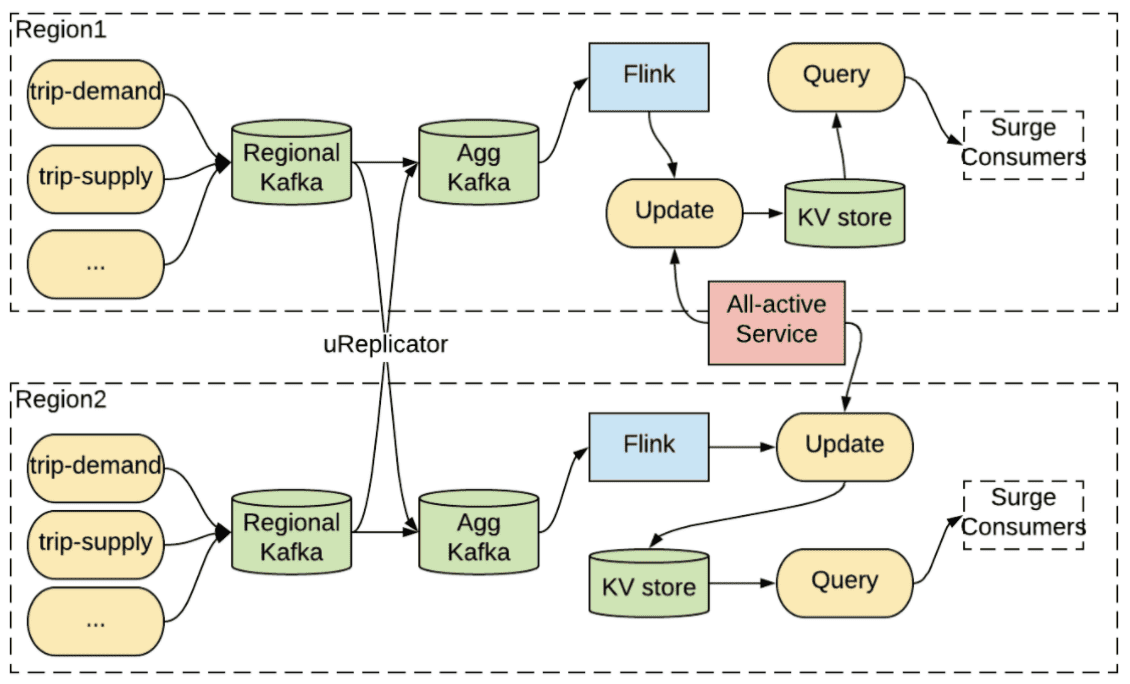 Region1
trip-demand
trip-supply
...
Regional
Kafka
Agg
Kafka
Flink
Update
Query
KV store
Surge
Consumers
All-active
Service
uReplicator
Region2
trip-demand
trip-supply
...
Regional
Kafka
Agg
Kafka
Flink
Update
KV store
Query
Surge
Consumers